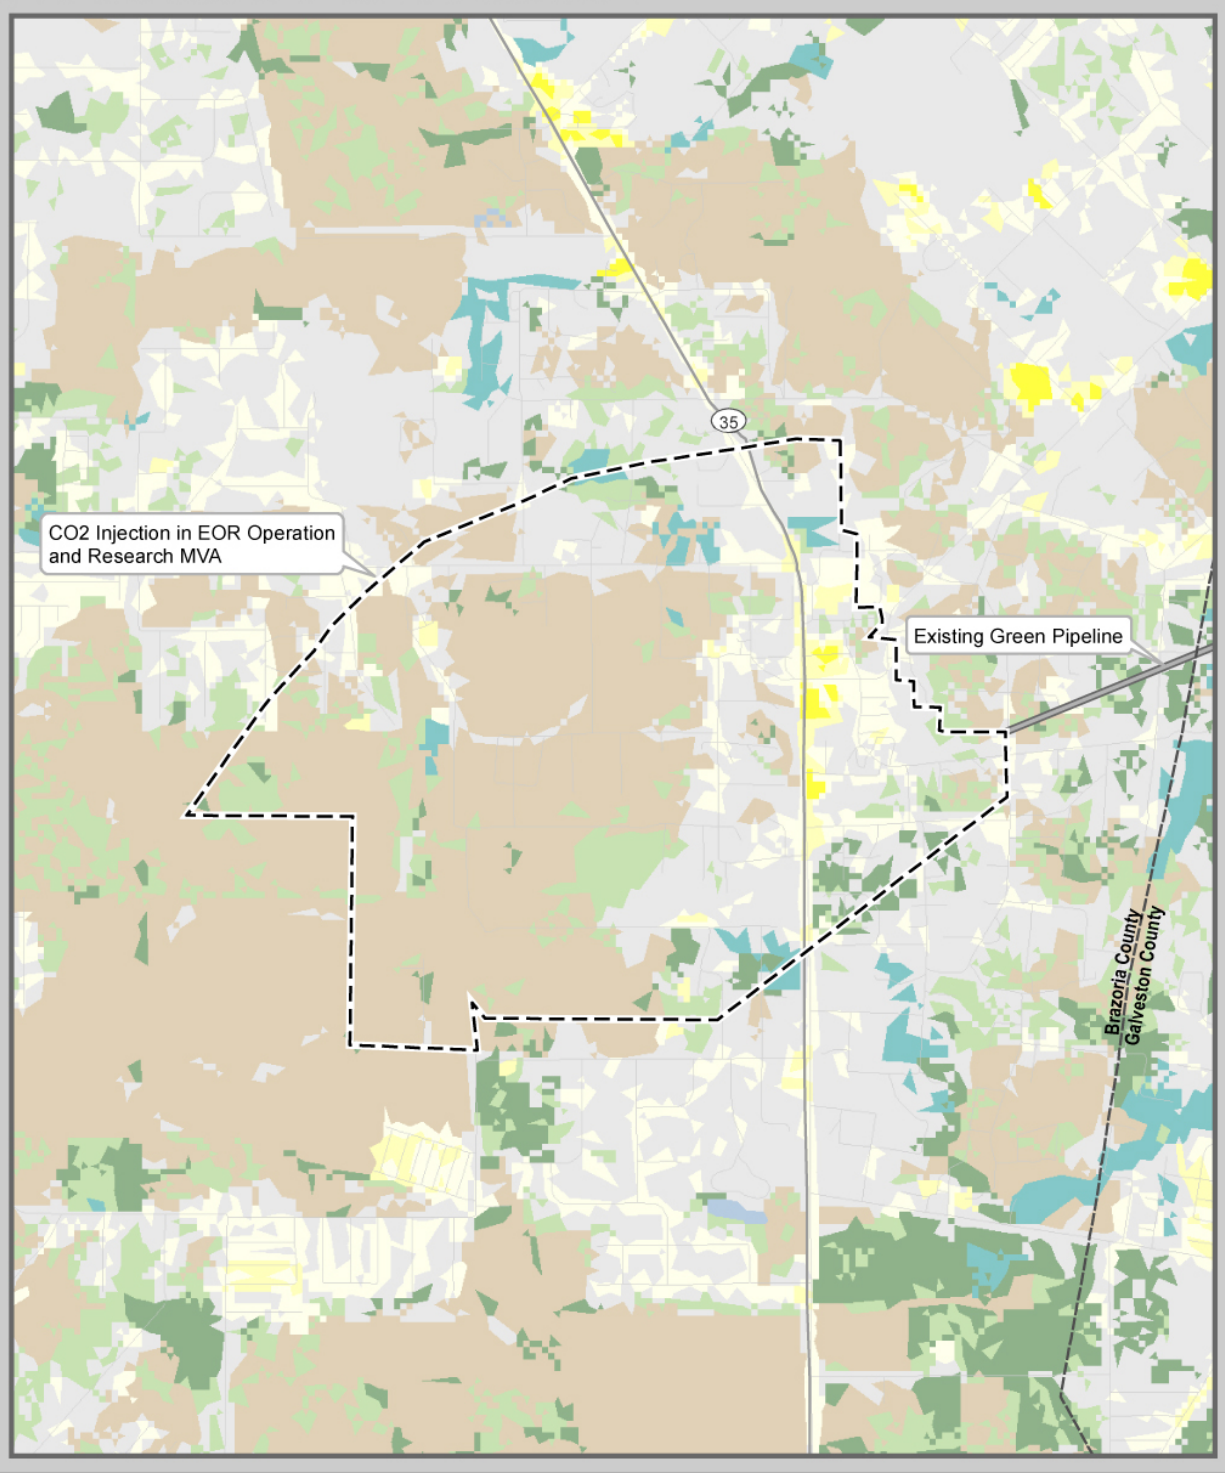 35
CO2 Injection in EOR Operation
and Research MVA
Existing Green Pipeline
Brazoria County
Galveston County